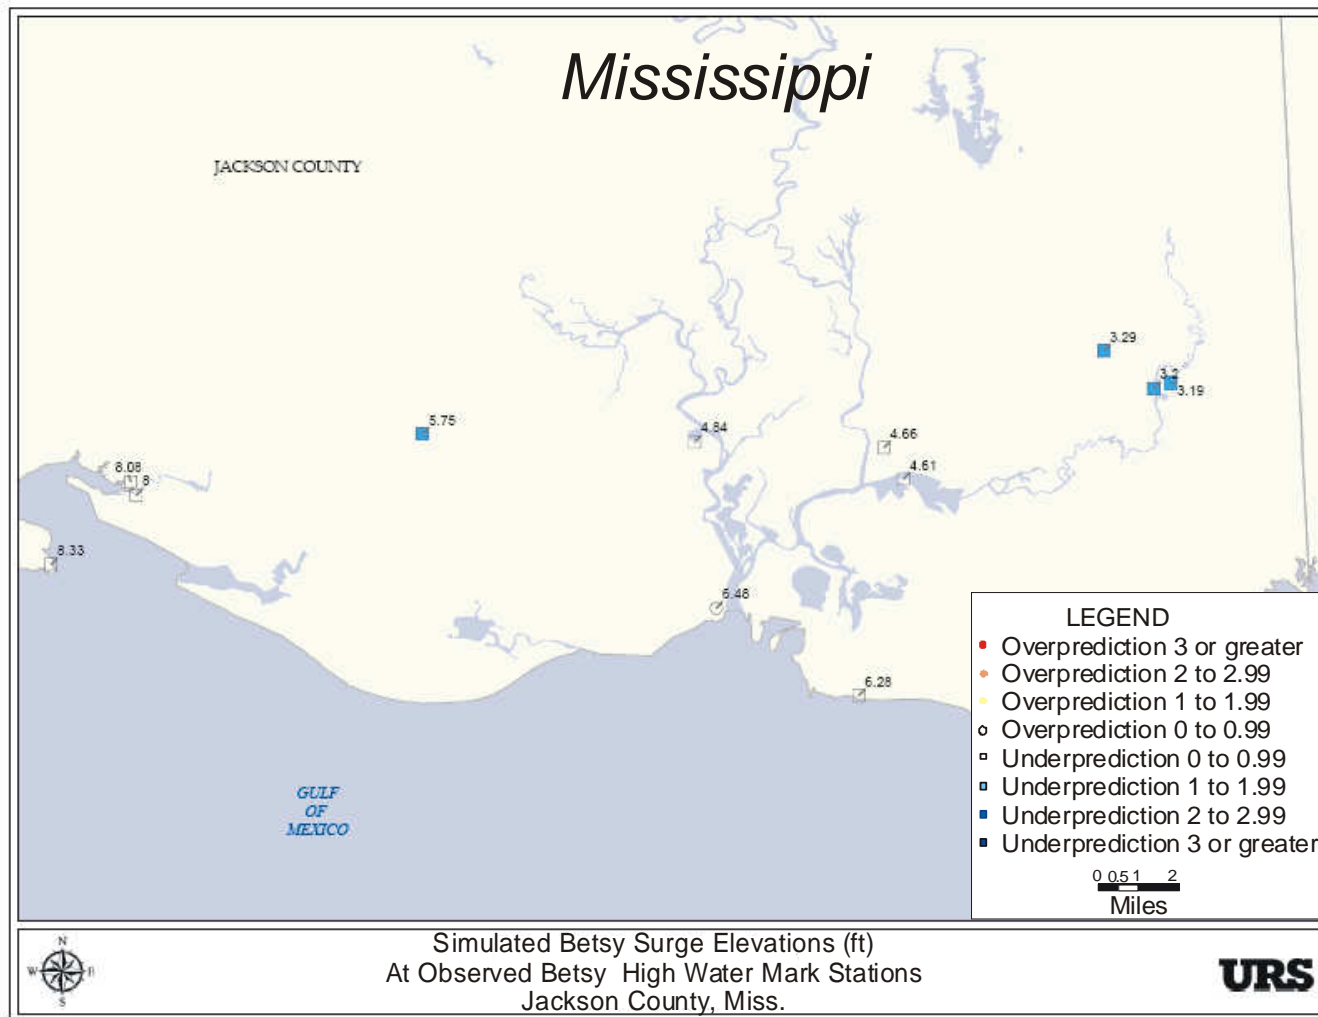 Mississippi
JACKSON COUNTY
3.29
3.2
3.19
5.75
4.84
4.66
4.61
8.08
8
8.33
6.48
6.28
GULF
OF
MEXICO
LEGEND
Overprediction 3 or greater
Overprediction 2 to 2.99
Overprediction 1 to 1.99
Overprediction 0 to 0.99
Underprediction 0 to 0.99
Underprediction 1 to 1.99
Underprediction 2 to 2.99
Underprediction 3 or greater
0 0.5 1 2
Miles
N
W E
S
Simulated Betsy Surge Elevations (ft)
At Observed Betsy High Water Mark Stations
Jackson County, Miss.
URS